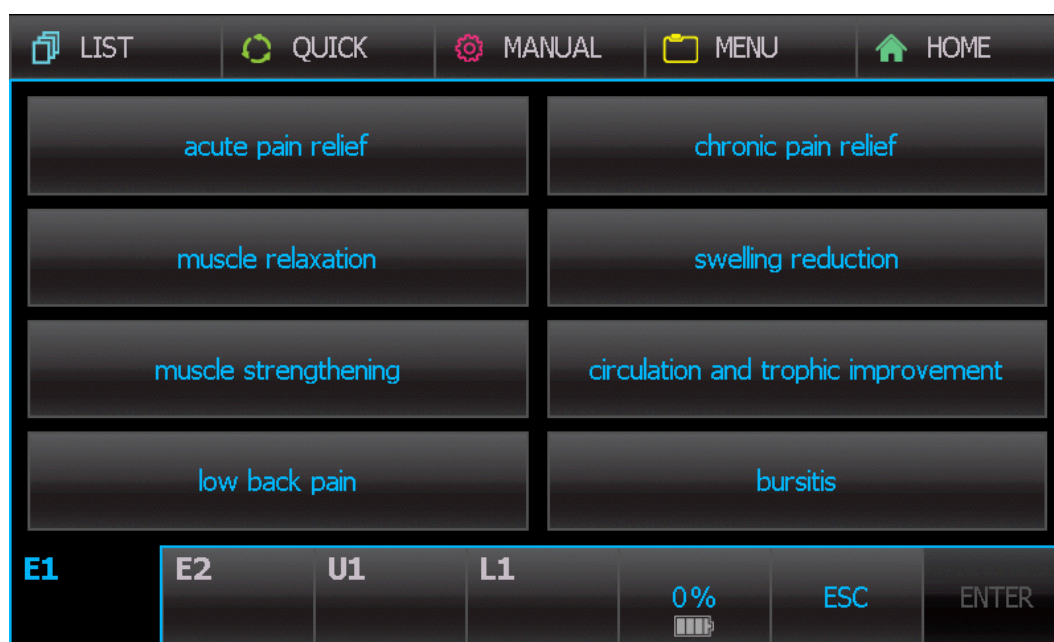 LIST QUICK MANUAL MENU HOME
acute pain relief chronic pain relief
muscle relaxation swelling reduction
muscle strengthening circulation and trophic improvement
low back pain bursitis
E1 E2 U1 L1
0% ESC ENTER